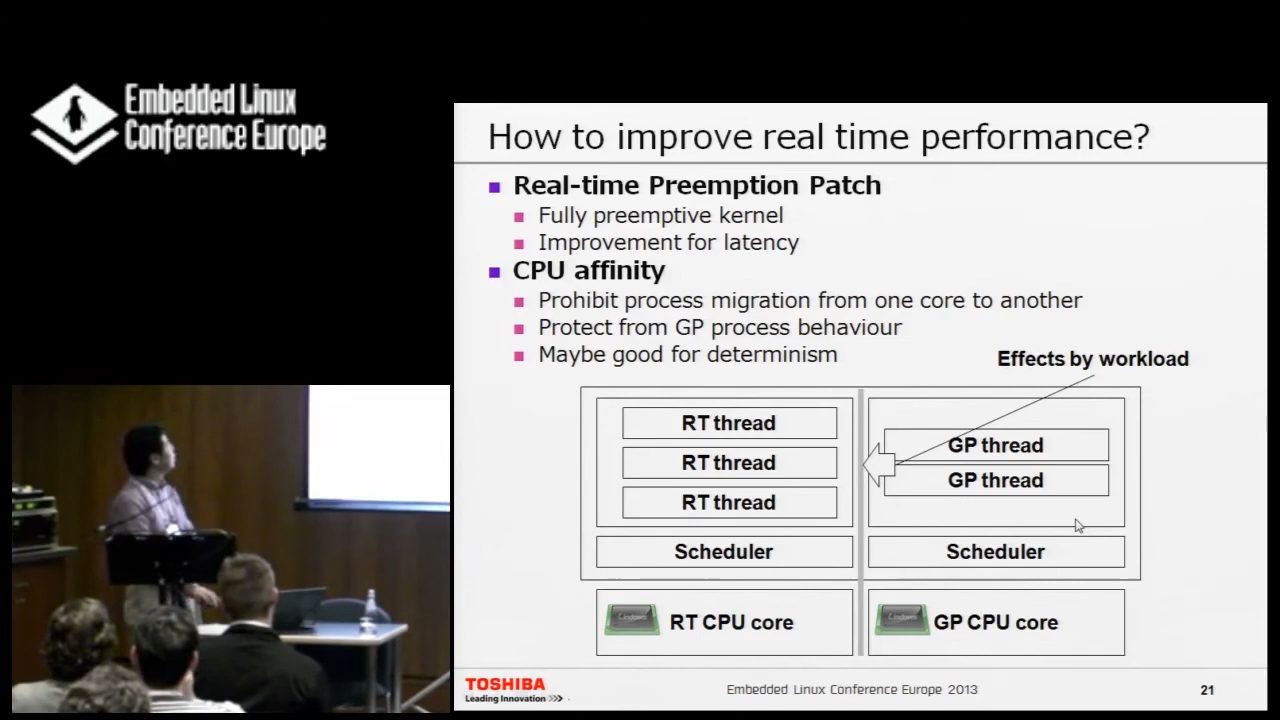 Embedded Linux
Conference Europe
How to improve real time performance?
Real-time Preemption Patch
Fully preemptive kernel
Improvement for latency
CPU affinity
Prohibit process migration from one core to another
Protect from GP process behaviour
Maybe good for determinism
Effects by workload
RT thread
RT thread
RT thread
GP thread
GP thread
Scheduler
Scheduler
RT CPU core
GP CPU core
TOSHIBA
Leading Innovation >>>
Embedded Linux Conference Europe 2013
21